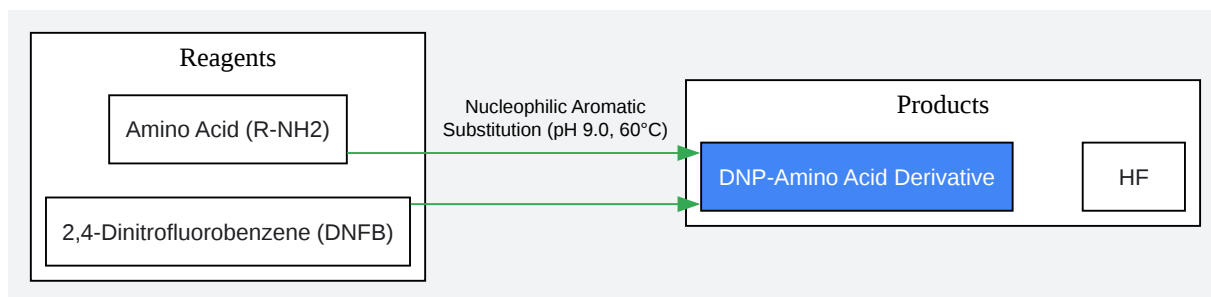 Reagents
Amino Acid (R-NH2)
2,4-Dinitrofluorobenzene (DNFB)
Nucleophilic Aromatic
Substitution (pH 9.0, 60°C)
Products
DNP-Amino Acid Derivative
HF